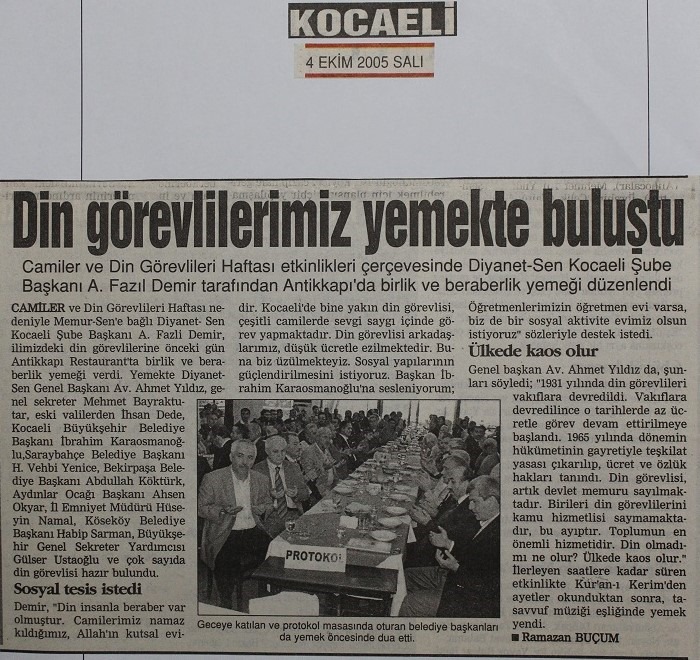 KOCAELİ
4 EKİM 2005 SALI
Din görevlilerimiz yemekte buluştu
Camiler ve Din Görevlileri Haftası etkinlikleri çerçevesinde Diyanet-Sen Kocaeli Şube
Başkanı A. Fazıl Demir tarafından Antikkapı'da birlik ve beraberlik yemeği düzenlendi
CAMİLER ve Din Görevlileri Haftası ne-
deniyle Memur-Sen'e bağlı Diyanet- Sen
Kocaeli Şube Başkanı A. Fazlı Demir,
ilimizdeki din görevlilerine önceki gün
Antikkapı Restaurant'ta birlik ve be-
raberlik yemeği verdi. Yemekte Diyanet-
Sen Genel Başkanı Av. Ahmet Yıldız, ge-
nel sekreter Mehmet Bayraktu-
tar, eski valilerden İhsan Dede,
Kocaeli Büyükşehir Belediye
Başkanı İbrahim Karaosmanoğ-
lu,Saraybahçe Belediye Başkanı
H. Vehbi Yenice, Bekirpaşa Bele-
diye Başkanı Abdullah Köktürk,
Aydınlar Ocağı Başkanı Ahsen
Okyar, İl Emniyet Müdürü Hüse-
yin Namal, Köseköy Belediye
Başkanı Habip Sarman, Büyükşe-
hir Genel Sekreter Yardımcısı
Gülser Ustaoğlu ve çok sayıda
din görevlisi hazır bulundu.
Sosyal tesis istedi
Demir, "Din insanla beraber var
olmuştur. Camilerimiz namaz
kıldığımız, Allah'ın kutsal evi-
dir. Kocaeli'de bine yakın din görevlisi,
çeşitli camilerde sevgi saygı içinde gö-
rev yapmaktadır. Din görevlisi arkadaş-
larımız, düşük ücretle ezilmektedir. Bu-
na biz üzülmekteyiz. Sosyal yapılarının
güçlendirilmesini istiyoruz. Başkan İb-
rahim Karaosmanoğlu'na sesleniyorum;
Öğretmenlerimizin öğretmen evi varsa,
biz de bir sosyal aktivite evimiz olsun
istiyoruz" sözleriyle destek istedi.
Ülkede kaos olur
Genel başkan Av. Ahmet Yıldız da, şun-
ları söyledi; "1931 yılında din görevlileri
vakıflara devredildi. Vakıflara
devredilince o tarihlerde az üc-
retle görev devam ettirilmeye
başlandı. 1965 yılında dönemin
hükümetinin gayretiyle teşkilat
yasası çıkarılıp, ücret ve özlük
hakları tanındı. Din görevlisi,
artık devlet memuru sayılmak-
tadır. Birileri din görevlilerini
kamu hizmetlisi saymamakta-
dır, bu ayıptır. Toplumun en
önemli hizmetidir. Din olmadı-
mı ne olur? Ülkede kaos olur."
İlerleyen saatlere kadar süren
etkinlikte Kur'an-ı Kerim'den
ayetler okunduktan sonra, ta-
savvuf müziği eşliğinde yemek
yendi.
Ramazan BUÇUM.
PROTOKOL
Geceye katılan ve protokol masasında oturan belediye başkanları
da yemek öncesinde dua etti.